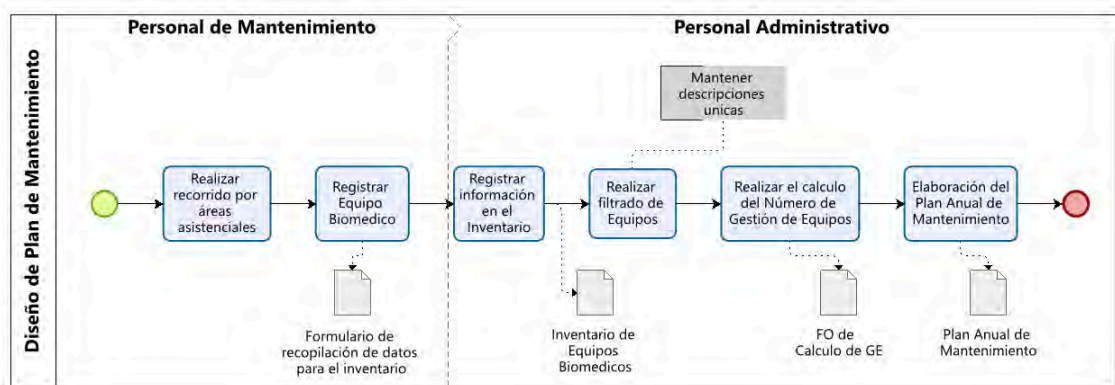 Diseño de Plan de Mantenimiento
Personal de Mantenimiento
Personal Administrativo
Mantener
descripciones
unicas
Realizar
recorrido por
áreas
asistenciales
Registrar
Equipo
Biomedico
Registrar
información
en el
Inventario
Realizar
filtrado de
Equipos
Realizar el calculo
del Número de
Gestión de Equipos
Elaboración del
Plan Anual de
Mantenimiento
Formulario de
recopilación de datos
para el inventario
Inventario de
Equipos
Biomedicos
FO de
Calculo de GE
Plan Anual de
Mantenimiento